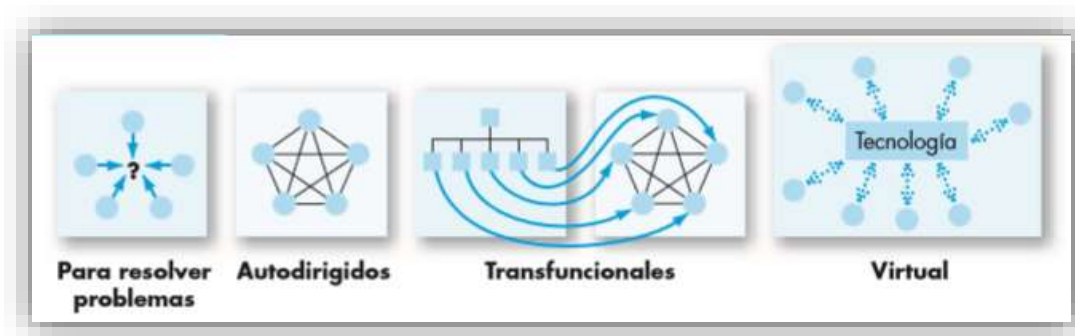 ?
Tecnología
Para resolver
problemas
Autodirigidos
Transfuncionales
Virtual